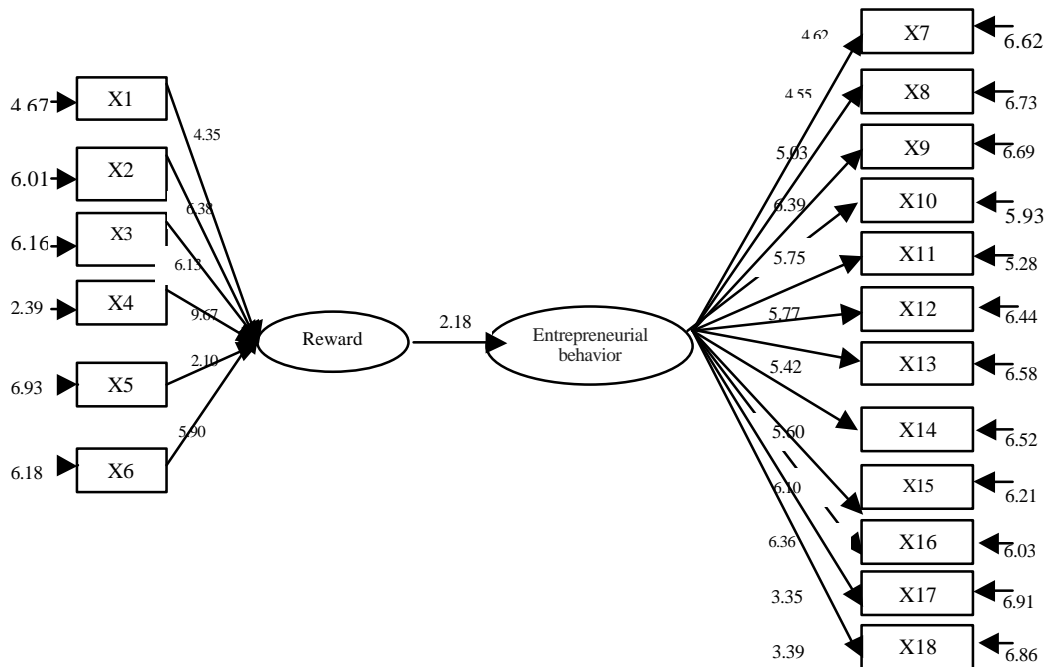 X1
X2
X3
X4
X5
X6
4.67
6.01
6.16
2.39
6.93
6.18
4.35
6.38
6.13
9.67
2.10
5.90
Reward
2.18
Entrepreneurial
behavior
4.62
4.55
5.03
6.39
5.75
5.77
5.42
5.60
6.10
6.36
3.35
3.39
X7
X8
X9
X10
X11
X12
X13
X14
X15
X16
X17
X18
6.62
6.73
6.69
5.93
5.28
6.44
6.58
6.52
6.21
6.03
6.91
6.86